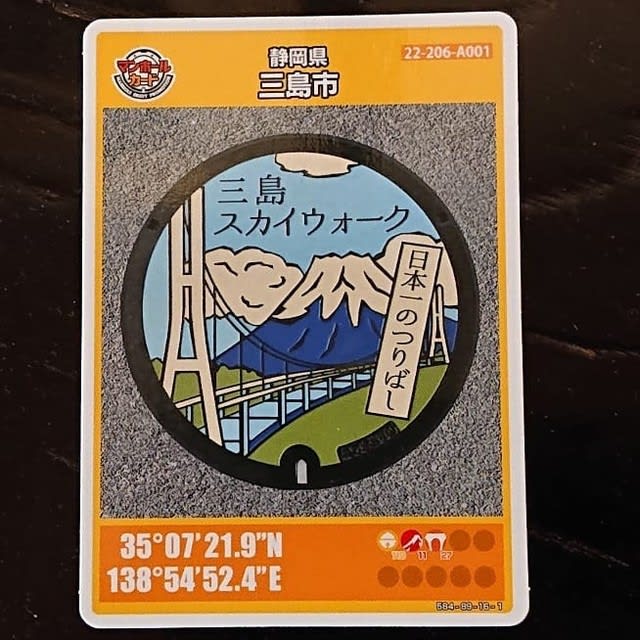 マンホール
カード
静岡県
三島市
22-206-A001
三島
スカイウォーク
日本一のつりばし
35°07'21.9"N
138°54'52.4"E
11
27
584-89-16-1